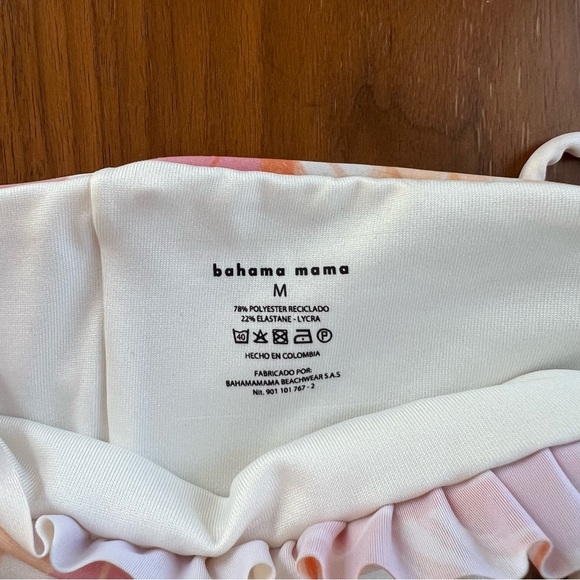 bahama mama
M
78% POLYESTER RECICLADO
22% ELASTANE - LYCRA
40 P
HECHO EN COLOMBIA
FABRICADO POR:
BAHAMAMAMA BEACHWEAR S.A.S
Nit. 901 101 767 - 2